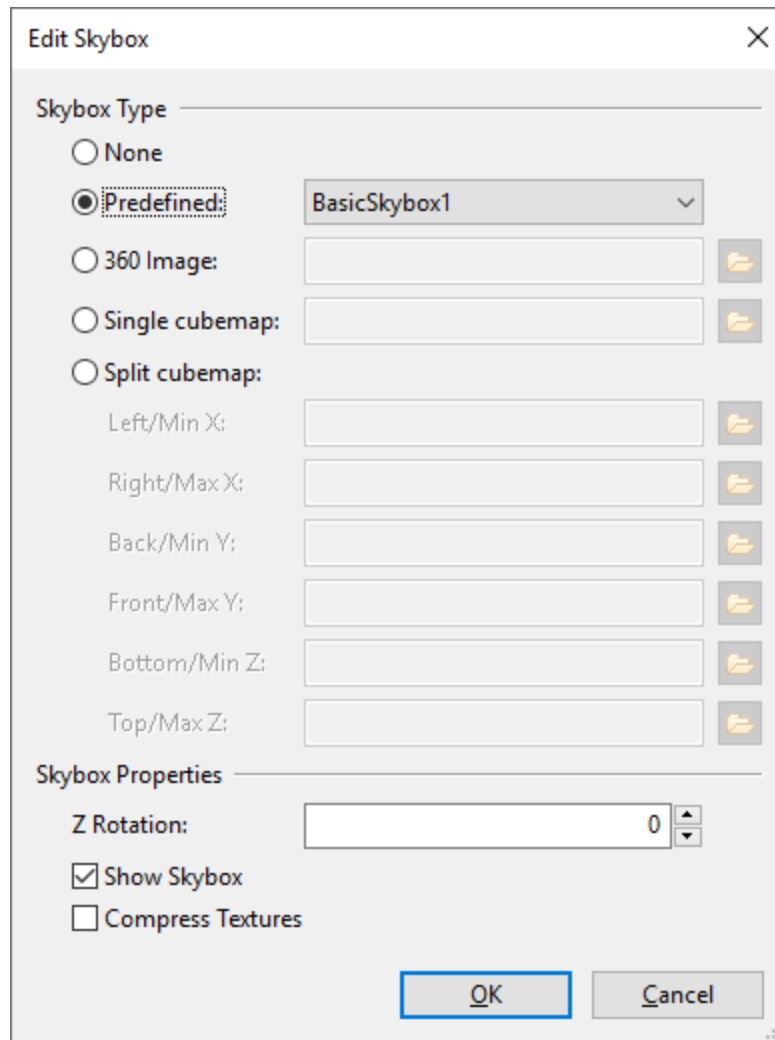 Edit Skybox
Skybox Type
None
Predefined: BasicSkybox1
360 Image:
Single cubemap:
Split cubemap:
Left/Min X:
Right/Max X:
Back/Min Y:
Front/Max Y:
Bottom/Min Z:
Top/Max Z:
Skybox Properties
Z Rotation: 0
Show Skybox
Compress Textures
OK Cancel